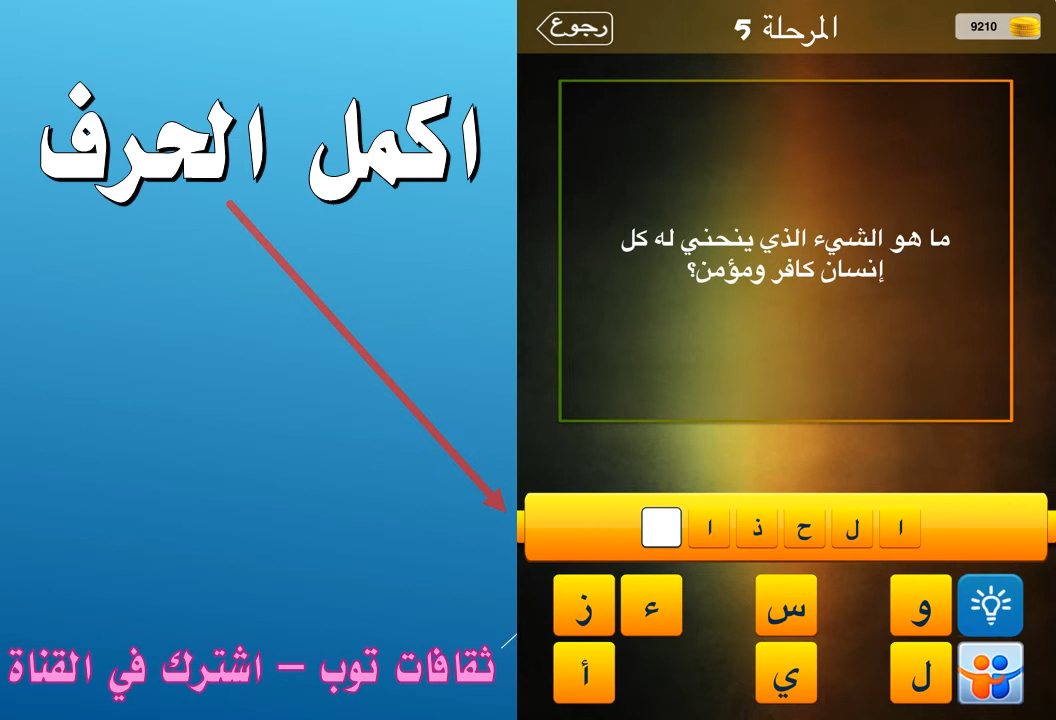 اكمل الحرف
ثقافات توب – اشترك في القناة
رجوع
المرحلة 5
9210
ما هو الشيء الذي ينحني له كل
إنسان كافر ومؤمن؟
ا ل ح ذ ا
و س ء ز
ل ي أ